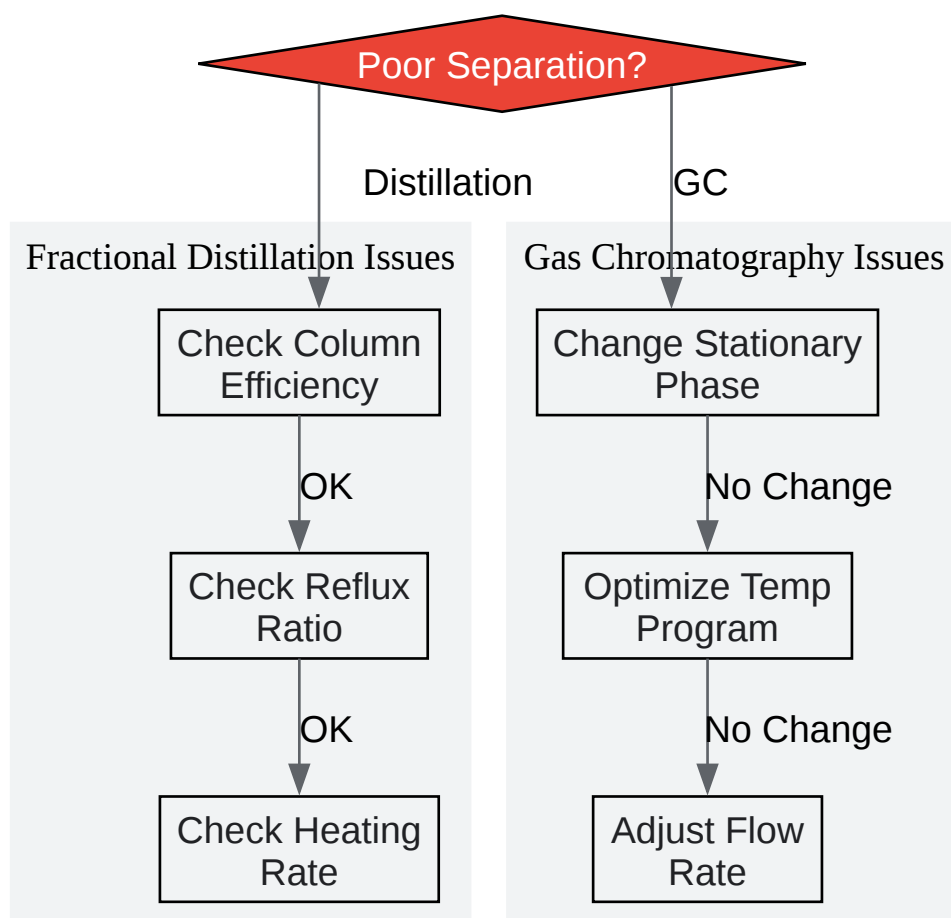 Poor Separation?
Distillation
GC
Fractional Distillation Issues
Gas Chromatography Issues
Check Column
Efficiency
Change Stationary
Phase
OK
No Change
Check Reflux
Ratio
Optimize Temp
Program
OK
No Change
Check Heating
Rate
Adjust Flow
Rate